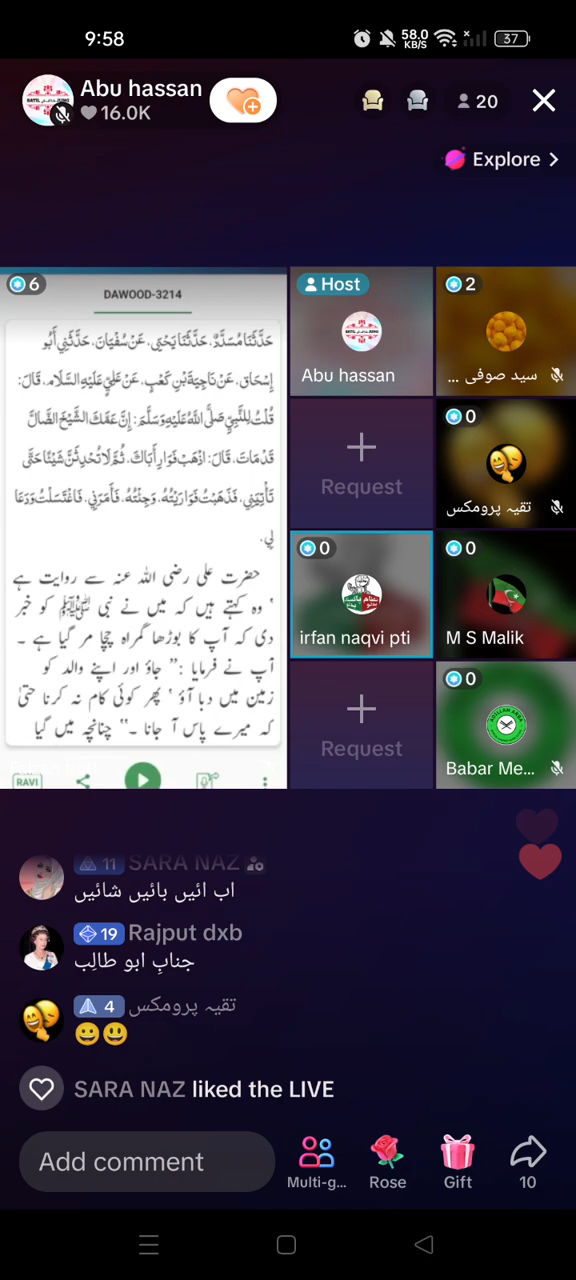 9:58
58.0
KB/S
37
Abu hassan
16.0K
20
Explore >
6
DAWOOD-3214
حَدَّثَنَا مُسَدَّدٌ، حَدَّثَنَا يَحْيَى، عَنْ سُفْيَانَ، حَدَّثَنِي أَبُو
إِسْحَاقَ، عَنْ نَاجِيَةَ بْنِ كَعْبٍ، عَنْ عَلِيٍّ عَلَيْهِ السَّلَام، قَالَ:
قُلْتُ لِلنَّبِيِّ صَلَّى اللَّهُ عَلَيْهِ وَسَلَّمَ: إِنَّ عَمَّكَ الشَّيْخَ الضَّالَّ
قَدْ مَاتَ، قَالَ: اذْهَبْ فَوَارِ أَبَاكَ، ثُمَّ لَا تُحْدِثَنَّ شَيْئًا حَتَّى
تَأْتِيَنِي، فَذَهَبْتُ فَوَارَيْتُهُ، وَجِئْتُهُ، فَأَمَرَنِي، فَاغْتَسَلْتُ وَدَعَا
لِي.
حضرت علی رضی اللہ عنہ سے روایت ہے
' وہ کہتے ہیں کہ میں نے نبی ﷺ کو خبر
دی کہ آپ کا بوڑھا گمراہ چچا مر گیا ہے ۔
آپ نے فرمایا :” جاؤ اور اپنے والد کو
زمین میں دبا آؤ ' پھر کوئی کام نہ کرنا حتیٰ
کہ میرے پاس آ جانا ۔“ چنانچہ میں گیا
RAVI
Host
Abu hassan
2
سید صوفی ...
Request
0
تقیہ پرومکس
0
irfan naqvi pti
0
M S Malik
Request
0
Babar Me...
11 SARA NAZ
اب ائیں بائیں شائیں
19 Rajput dxb
جنابِ ابو طالِب
4 تقیہ پرومکس
😀😃
SARA NAZ liked the LIVE
Add comment
Multi-g...
Rose
Gift
10